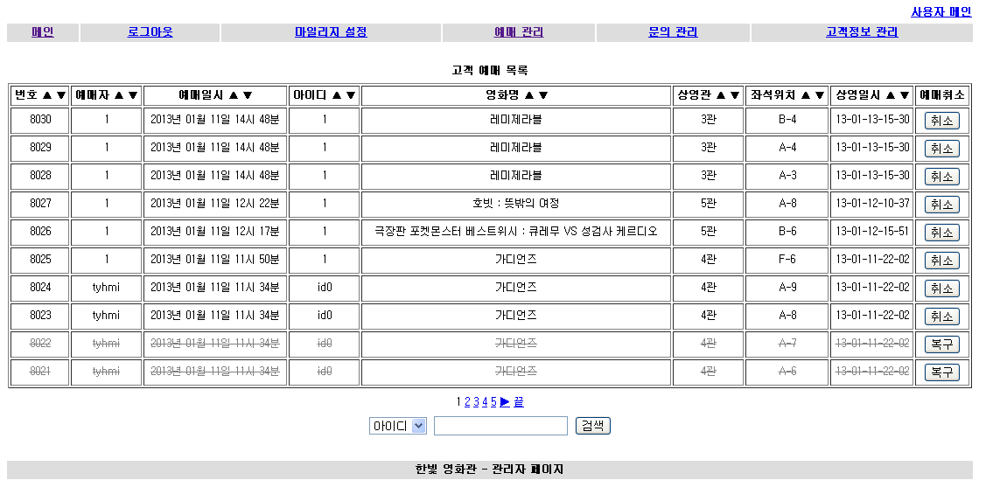 사용자 메인
메인 로그아웃 마일리지 설정 예매 관리 문의 관리 고객정보 관리
고객 예매 목록
번호 ▲ ▼ 예매자 ▲ ▼ 예매일시 ▲ ▼ 아이디 ▲ ▼ 영화명 ▲ ▼ 상영관 ▲ ▼ 좌석위치 ▲ ▼ 상영일시 ▲ ▼ 예매취소
8030 1 2013년 01월 11일 14시 48분 1 레미제라블 3관 B-4 13-01-13-15-30 취소
8029 1 2013년 01월 11일 14시 48분 1 레미제라블 3관 A-4 13-01-13-15-30 취소
8028 1 2013년 01월 11일 14시 48분 1 레미제라블 3관 A-3 13-01-13-15-30 취소
8027 1 2013년 01월 11일 12시 22분 1 호빗 : 뜻밖의 여정 5관 A-8 13-01-12-10-37 취소
8026 1 2013년 01월 11일 12시 17분 1 극장판 포켓몬스터 베스트위시 : 큐레무 VS 성검사 케르디오 5관 B-6 13-01-12-15-51 취소
8025 1 2013년 01월 11일 11시 50분 1 가디언즈 4관 F-6 13-01-11-22-02 취소
8024 tyhmi 2013년 01월 11일 11시 34분 id0 가디언즈 4관 A-9 13-01-11-22-02 취소
8023 tyhmi 2013년 01월 11일 11시 34분 id0 가디언즈 4관 A-8 13-01-11-22-02 취소
8022 tyhmi 2013년 01월 11일 11시 34분 id0 가디언즈 4관 A-7 13-01-11-22-02 복구
8021 tyhmi 2013년 01월 11일 11시 34분 id0 가디언즈 4관 A-6 13-01-11-22-02 복구
1 2 3 4 5 ▶ 끝
아이디 검색
한빛 영화관 - 관리자 페이지